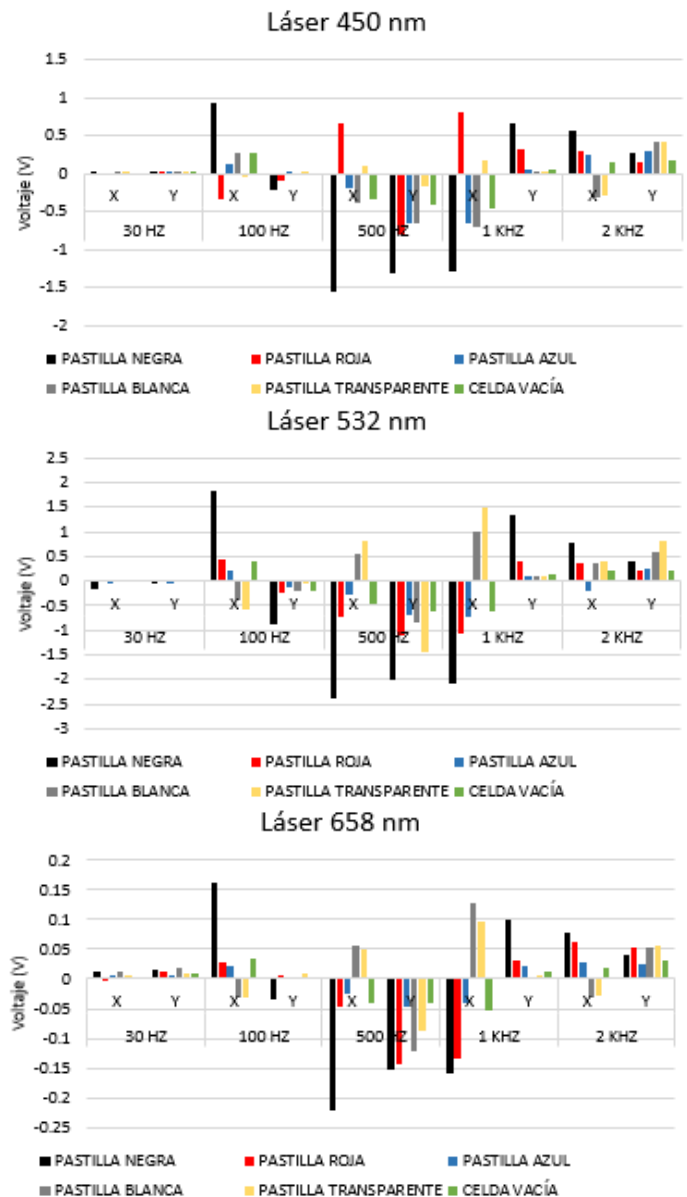 Láser 450 nm
1.5
1
0.5
0
-0.5
-1
-1.5
-2
Voltaje (V)
X Y X Y X Y X Y X Y
30 HZ 100 HZ 500 HZ 1 KHZ 2 KHZ
PASTILLA NEGRA PASTILLA ROJA PASTILLA AZUL
PASTILLA BLANCA PASTILLA TRANSPARENTE CELDA VACÍA
Láser 532 nm
2.5
2
1.5
1
0.5
0
-0.5
-1
-1.5
-2
-2.5
-3
Voltaje (V)
X Y X Y X Y X Y X Y
30 HZ 100 HZ 500 HZ 1 KHZ 2 KHZ
PASTILLA NEGRA PASTILLA ROJA PASTILLA AZUL
PASTILLA BLANCA PASTILLA TRANSPARENTE CELDA VACÍA
Láser 658 nm
0.2
0.15
0.1
0.05
0
-0.05
-0.1
-0.15
-0.2
-0.25
Voltaje (V)
X Y X Y X Y X Y X Y
30 HZ 100 HZ 500 HZ 1 KHZ 2 KHZ
PASTILLA NEGRA PASTILLA ROJA PASTILLA AZUL
PASTILLA BLANCA PASTILLA TRANSPARENTE CELDA VACÍA